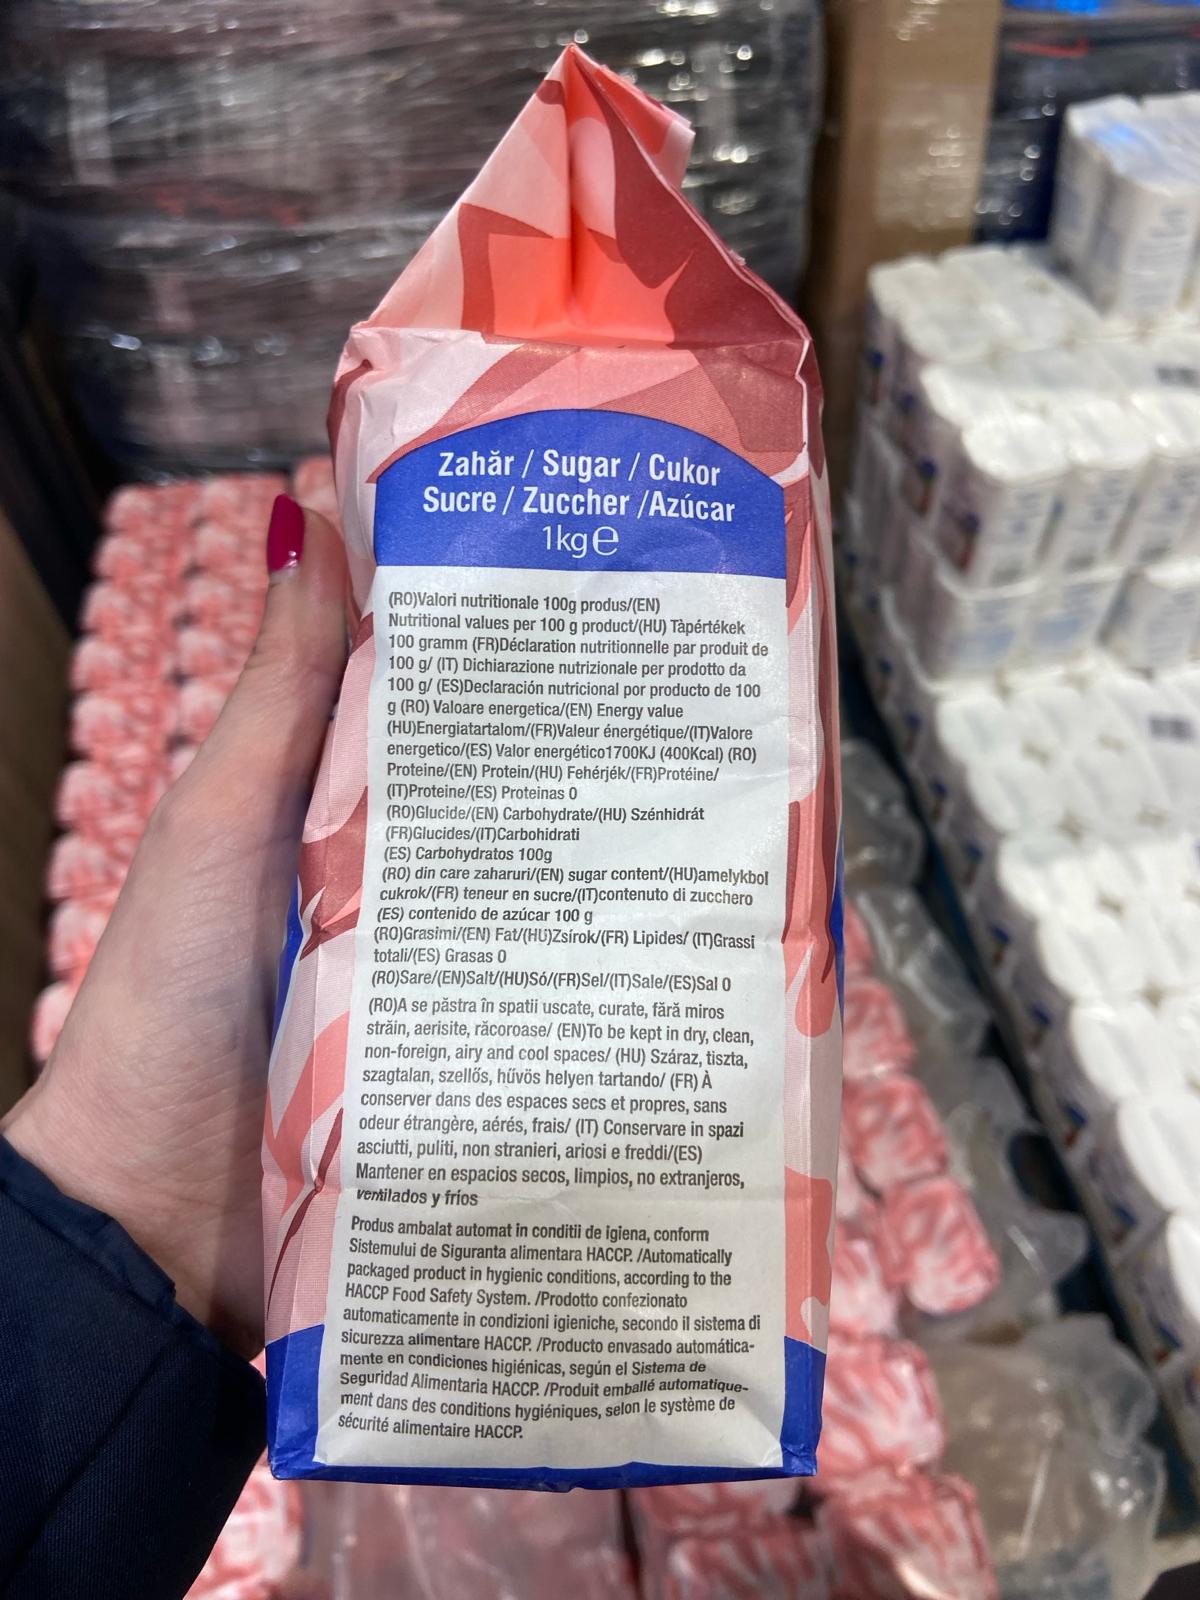 Zahăr / Sugar / Cukor
Sucre / Zuccher /Azúcar
1kg℮
(RO)Valori nutritionale 100g produs/(EN)
Nutritional values per 100 g product/(HU) Tàpértékek
100 gramm (FR)Déclaration nutritionnelle par produit de
100 g/ (IT) Dichiarazione nutrizionale per prodotto da
100 g/ (ES)Declaración nutricional por producto de 100
g (RO) Valoare energetica/(EN) Energy value
(HU)Energiatartalom/(FR)Valeur énergétique/(IT)Valore
energetico/(ES) Valor energético1700KJ (400Kcal) (RO)
Proteine/(EN) Protein/(HU) Fehérjék/(FR)Protéine/
(IT)Proteine/(ES) Proteinas 0
(RO)Glucide/(EN) Carbohydrate/(HU) Szénhidrát
(FR)Glucides/(IT)Carbohidrati
(ES) Carbohydratos 100g
(RO) din care zaharuri/(EN) sugar content/(HU)amelykbol
cukrok/(FR) teneur en sucre/(IT)contenuto di zucchero
(ES) contenido de azúcar 100 g
(RO)Grasimi/(EN) Fat/(HU)Zsírok/(FR) Lipides/ (IT)Grassi
totali/(ES) Grasas 0
(RO)Sare/(EN)Salt/(HU)Só/(FR)Sel/(IT)Sale/(ES)Sal 0
(RO)A se păstra în spatii uscate, curate, fără miros
străin, aerisite, răcoroase/ (EN)To be kept in dry, clean,
non-foreign, airy and cool spaces/ (HU) Száraz, tiszta,
szagtalan, szellős, hűvös helyen tartando/ (FR) À
conserver dans des espaces secs et propres, sans
odeur étrangère, aérés, frais/ (IT) Conservare in spazi
asciutti, puliti, non stranieri, ariosi e freddi/(ES)
Mantener en espacios secos, limpios, no extranjeros,
ventilados y fríos
Produs ambalat automat in conditii de igiena, conform
Sistemului de Siguranta alimentara HACCP. /Automatically
packaged product in hygienic conditions, according to the
HACCP Food Safety System. /Prodotto confezionato
automaticamente in condizioni igieniche, secondo il sistema di
sicurezza alimentare HACCP. /Producto envasado automática-
mente en condiciones higiénicas, según el Sistema de
Seguridad Alimentaria HACCP. /Produit emballé automatique-
ment dans des conditions hygiéniques, selon le système de
sécurité alimentaire HACCP.